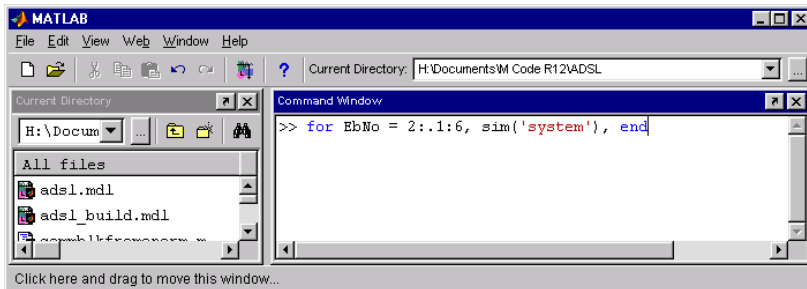 MATLAB
File Edit View Web Window Help
? Current Directory: H:\Documents\M Code R12\ADSL ...
Current Directory
H:\Docum ...
All files
adsl.mdl
adsl_build.mdl
Command Window
>> for EbNo = 2:.1:6, sim('system'), end
Click here and drag to move this window...